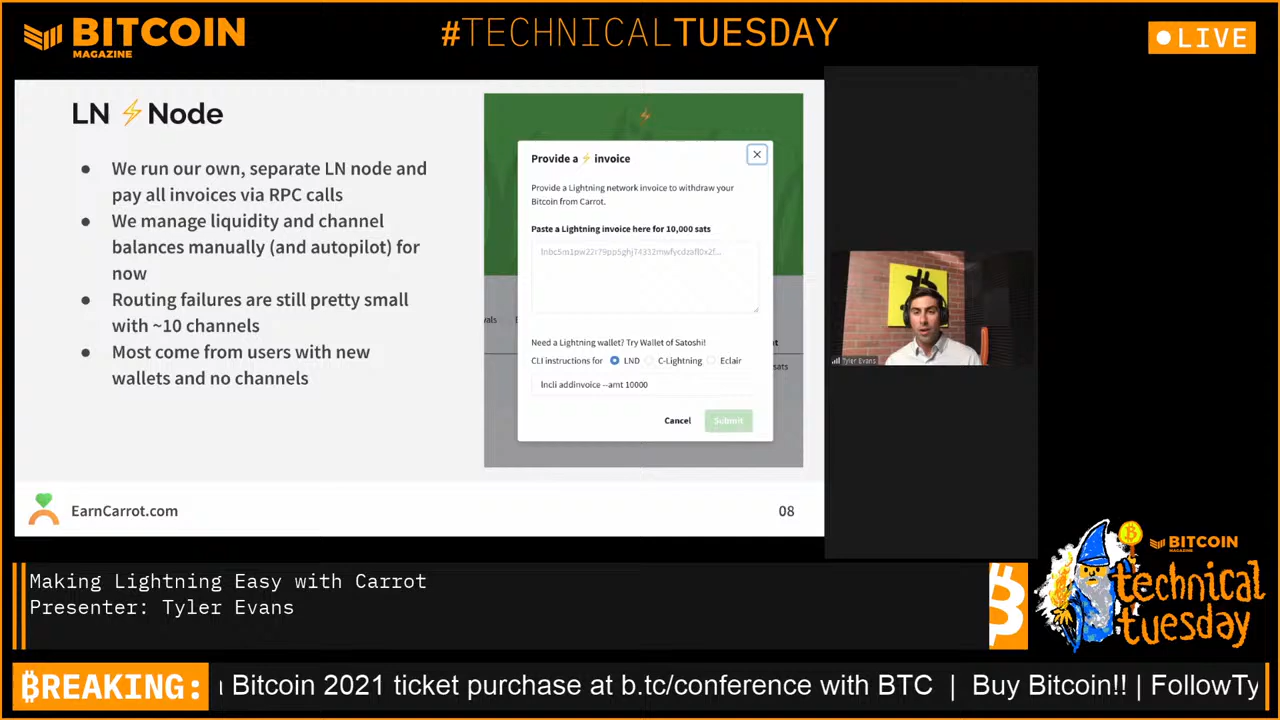 BITCOIN
MAGAZINE
#TECHNICALTUESDAY
LIVE
LN ⚡ Node
● We run our own, separate LN node and
pay all invoices via RPC calls
● We manage liquidity and channel
balances manually (and autopilot) for
now
● Routing failures are still pretty small
with ~10 channels
● Most come from users with new
wallets and no channels
Provide a ⚡ invoice
Provide a Lightning network invoice to withdraw your
Bitcoin from Carrot.
Paste a Lightning invoice here for 10,000 sats
vals
sats
Need a Lightning wallet? Try Wallet of Satoshi!
CLI instructions for LND C-Lightning Eclair
lncli addinvoice --amt 10000
Cancel Submit
EarnCarrot.com
08
Tyler Evans
Making Lightning Easy with Carrot
Presenter: Tyler Evans
BITCOIN
MAGAZINE
technical
tuesday
₿REAKING:
Bitcoin 2021 ticket purchase at b.tc/conference with BTC | Buy Bitcoin!! | FollowTy